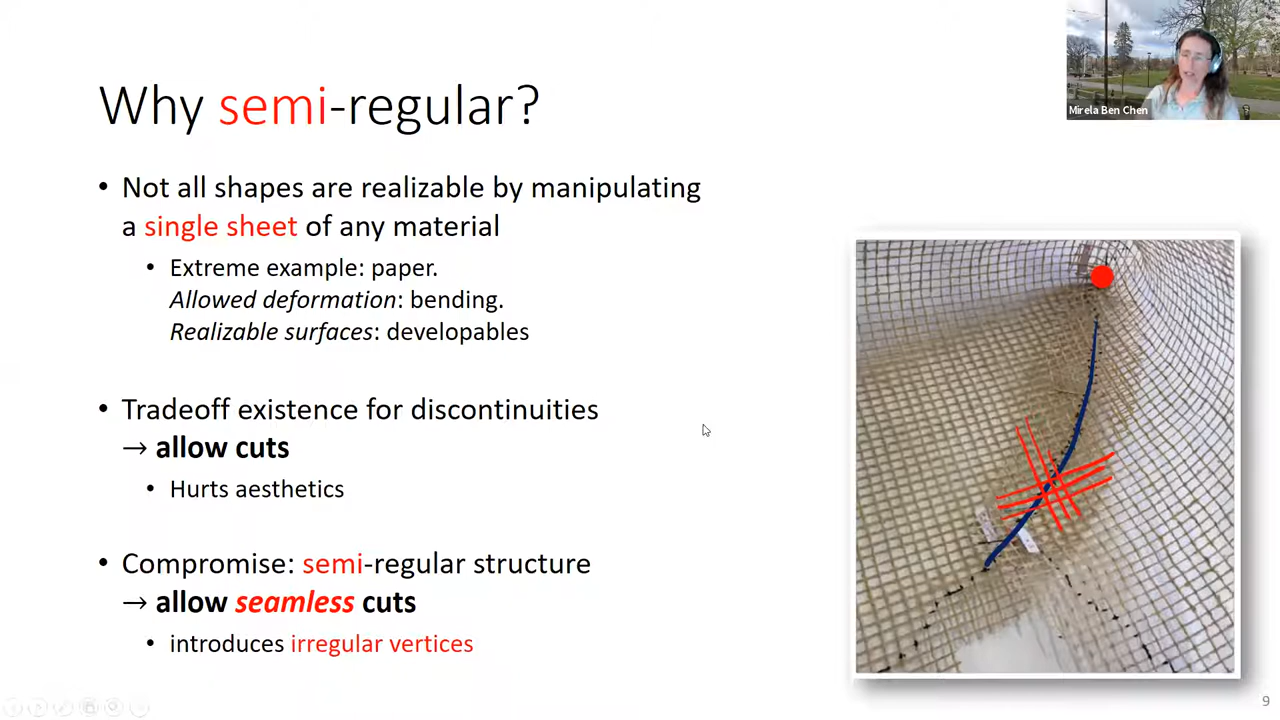 Mirela Ben Chen
Why semi-regular?
• Not all shapes are realizable by manipulating
a single sheet of any material
• Extreme example: paper.
Allowed deformation: bending.
Realizable surfaces: developables
• Tradeoff existence for discontinuities
→ allow cuts
• Hurts aesthetics
• Compromise: semi-regular structure
→ allow seamless cuts
• introduces irregular vertices
9